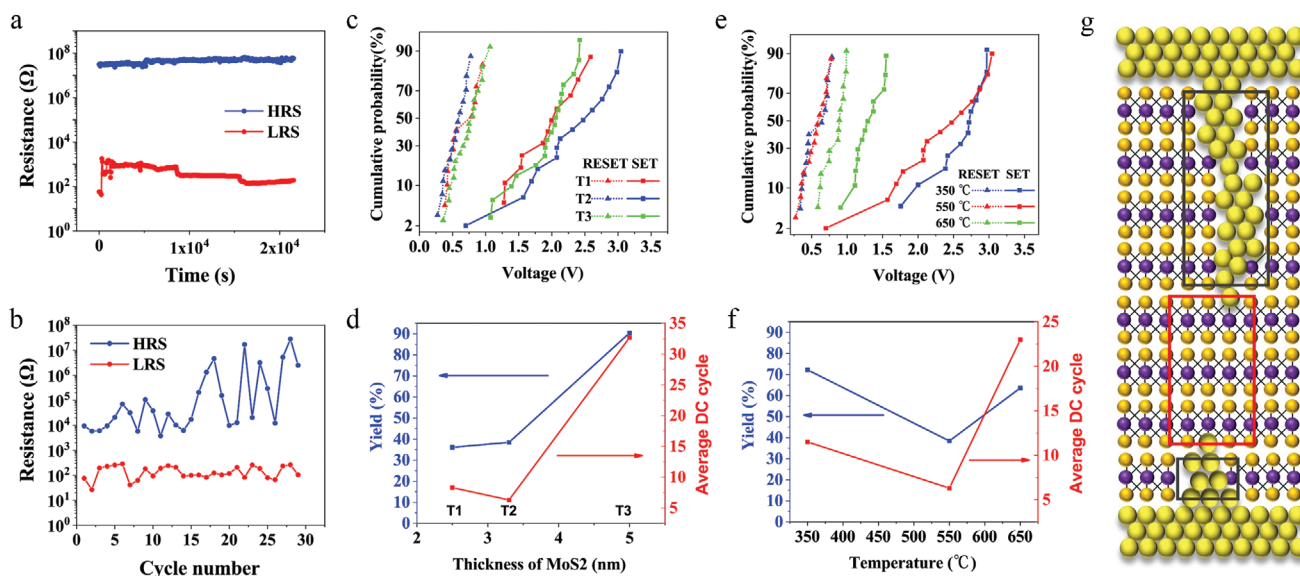 a
10^10
10^8
10^6
10^4
10^2
10^0
Resistance (Ω)
HRS
LRS
0
1x10^4
2x10^4
Time (s)
b
10^8
10^7
10^6
10^5
10^4
10^3
10^2
10^1
10^0
Resistance (Ω)
HRS
LRS
0 5 10 15 20 25 30
Cycle number
c
90
70
50
30
10
2
Cumulative probability(%)
RESET SET
T1
T2
T3
0.0 0.5 1.0 1.5 2.0 2.5 3.0 3.5
Voltage (V)
d
90
80
70
60
50
40
30
20
10
0
Yield (%)
35
30
25
20
15
10
5
Average DC cycle
T1 T2 T3
2 3 4 5
Thickness of MoS2 (nm)
e
90
70
50
30
10
2
Cumulative probability(%)
RESET SET
350 ℃
550 ℃
650 ℃
0.5 1.0 1.5 2.0 2.5 3.0 3.5
Voltage (V)
f
90
80
70
60
50
40
30
20
10
0
Yield (%)
25
20
15
10
5
Average DC cycle
350 400 450 500 550 600 650
Temperature (℃)
g